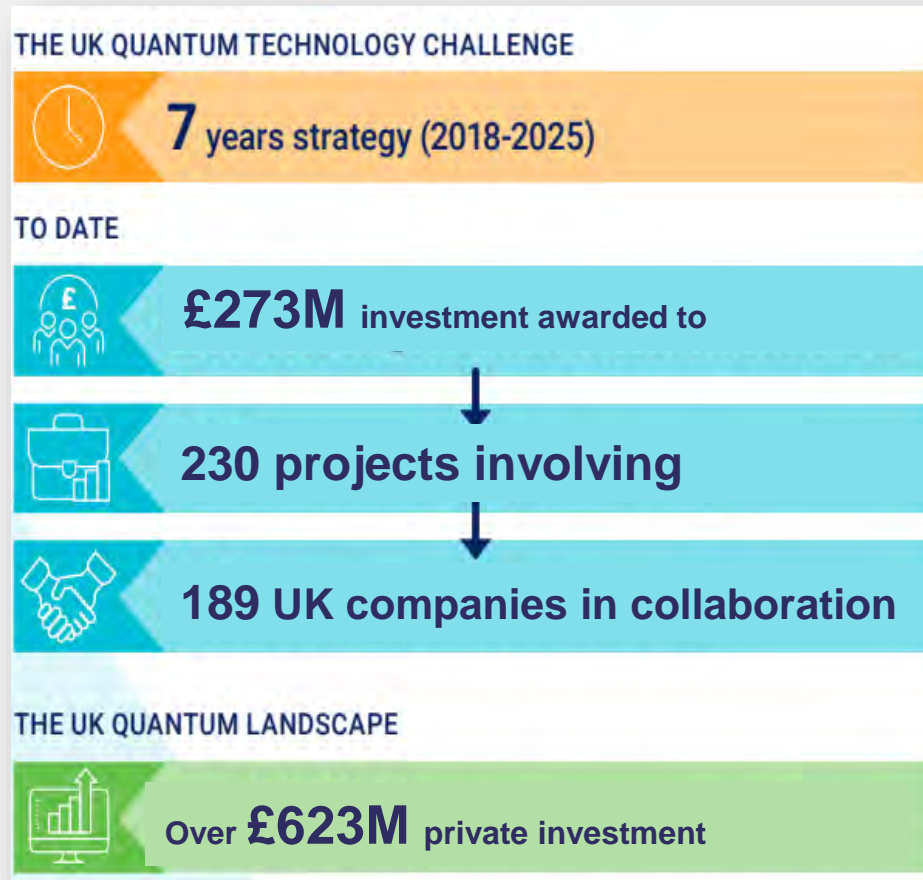 THE UK QUANTUM TECHNOLOGY CHALLENGE
7 years strategy (2018-2025)
TO DATE
£
£273M investment awarded to
230 projects involving
189 UK companies in collaboration
THE UK QUANTUM LANDSCAPE
Over £623M private investment